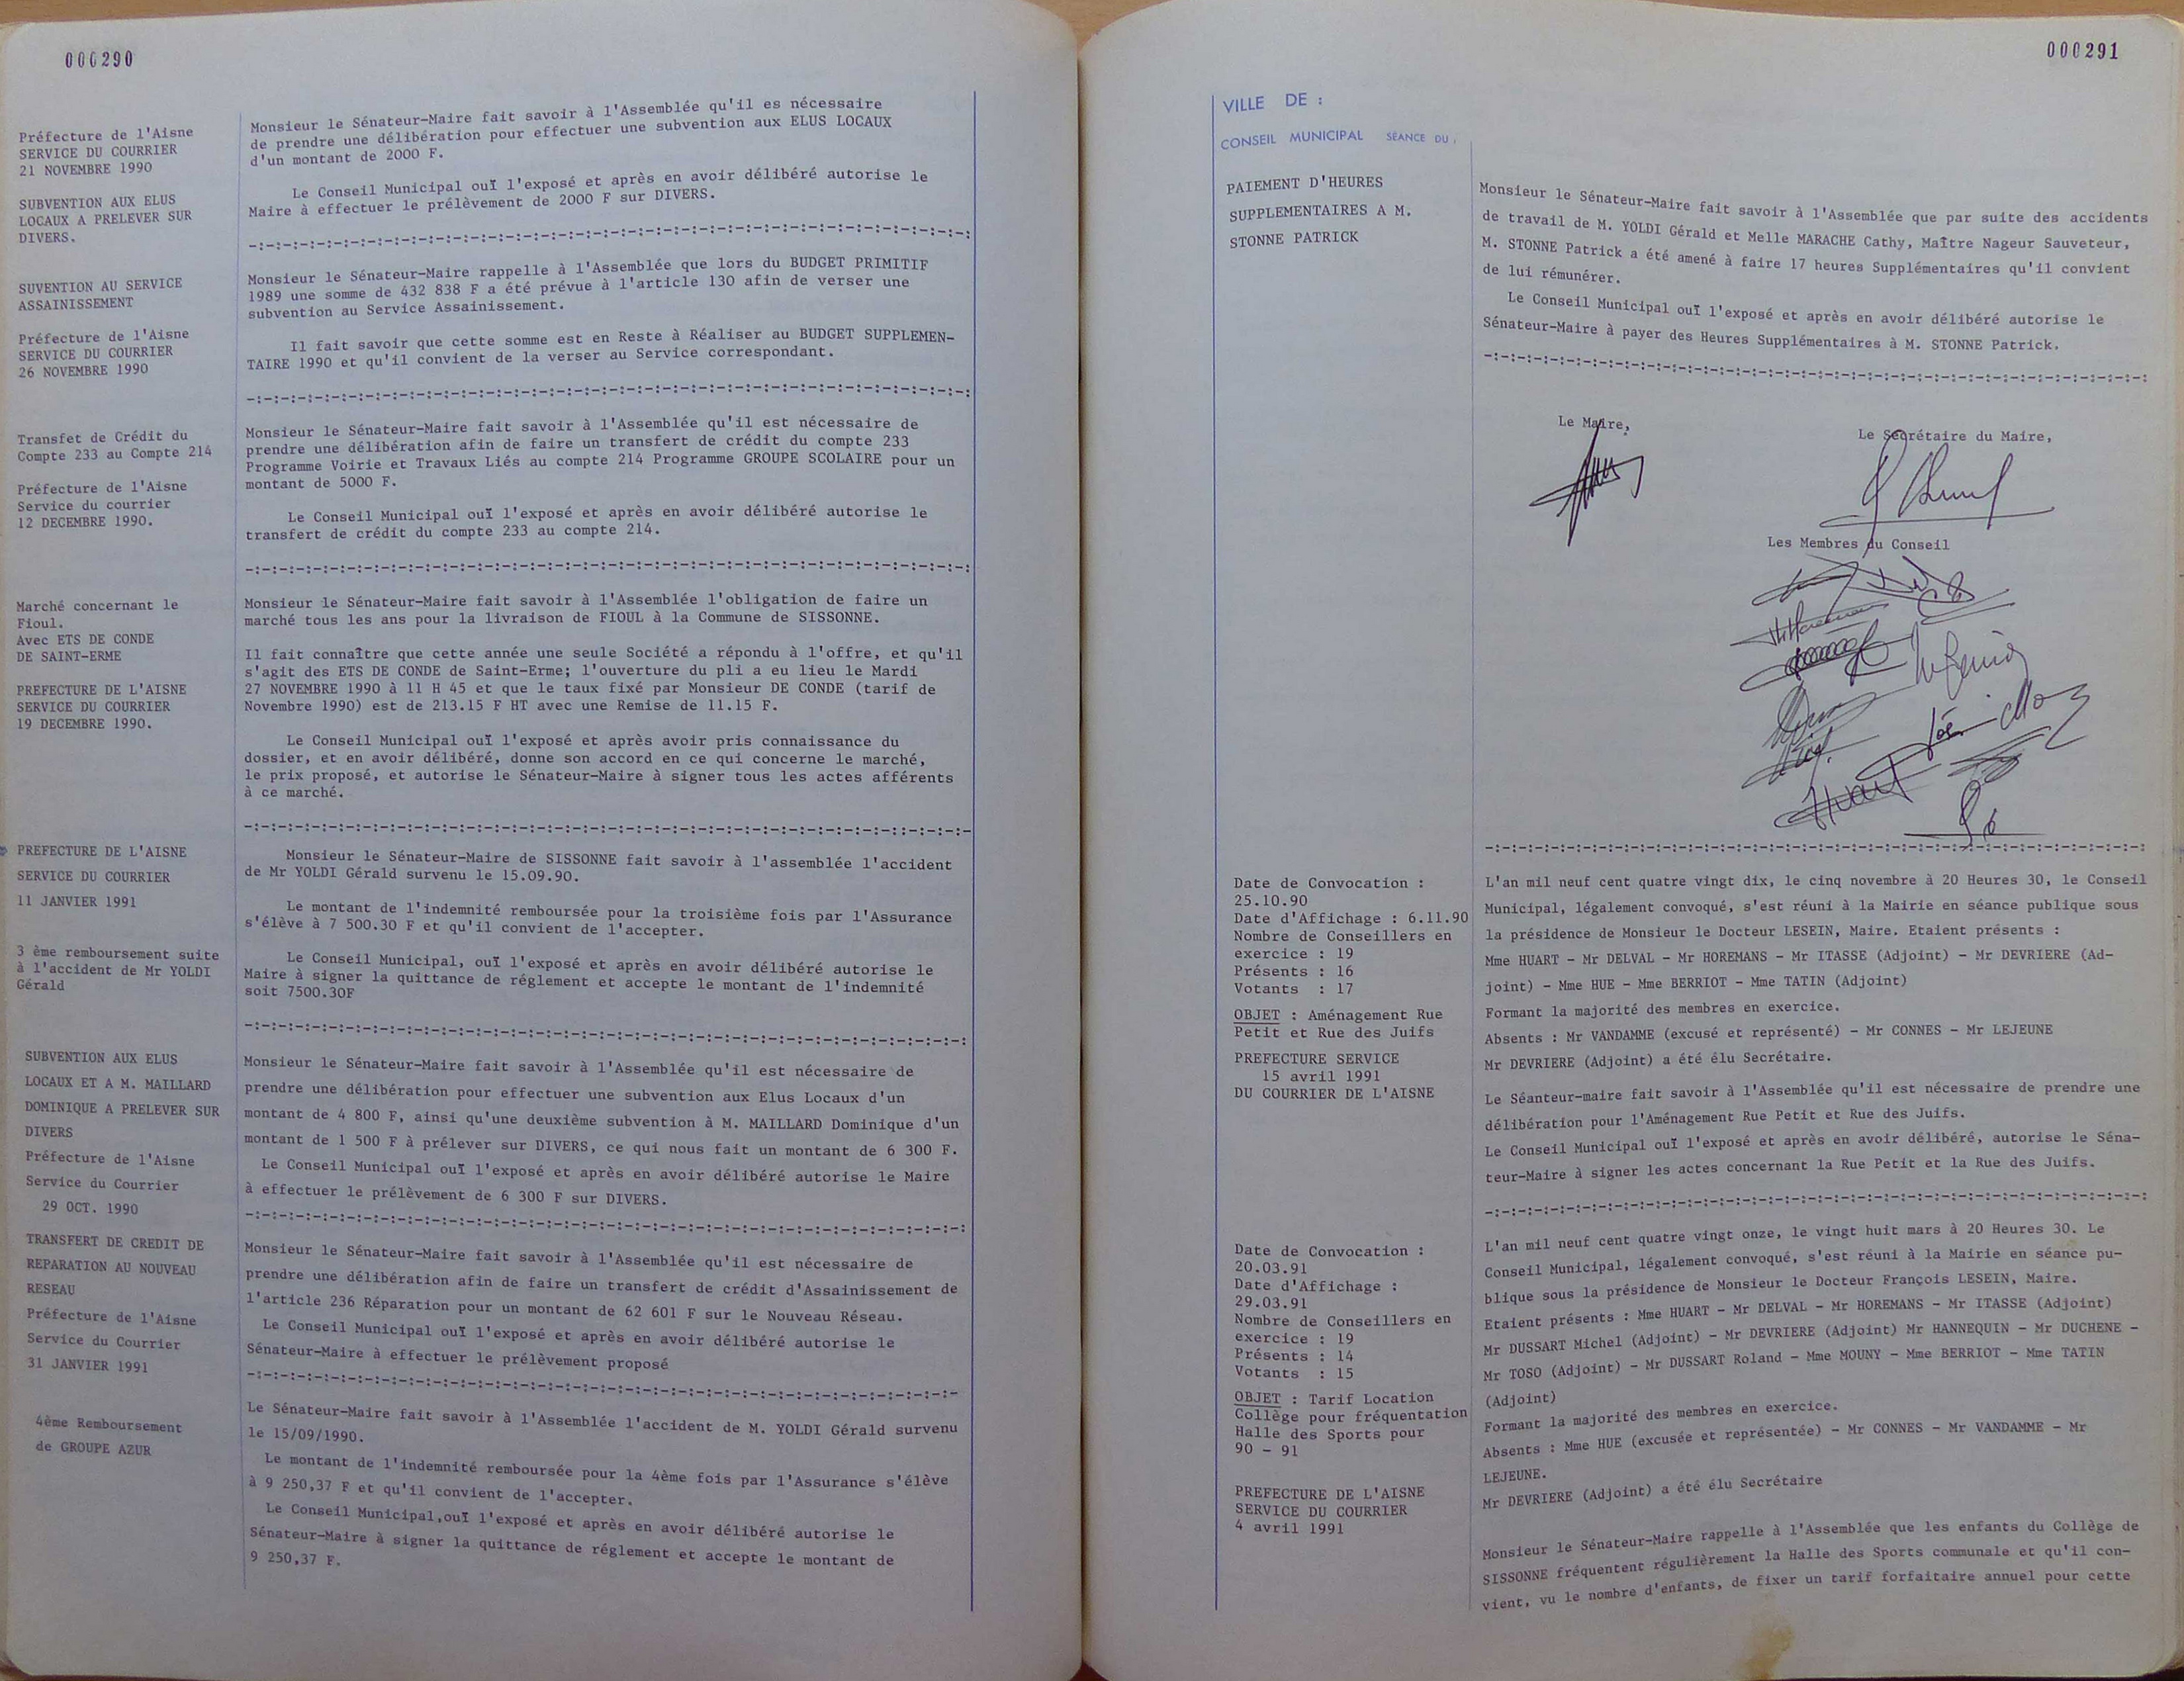 000290
Préfecture de l'Aisne
SERVICE DU COURRIER
21 NOVEMBRE 1990
SUBVENTION AUX ELUS
LOCAUX A PRELEVER SUR
DIVERS.
Monsieur le Sénateur-Maire fait savoir à l'Assemblée qu'il es nécessaire
de prendre une délibération pour effectuer une subvention aux ELUS LOCAUX
d'un montant de 2000 F.
Le Conseil Municipal ouï l'exposé et après en avoir délibéré autorise le
Maire à effectuer le prélèvement de 2000 F sur DIVERS.
SUVENTION AU SERVICE
ASSAINISSEMENT
Préfecture de l'Aisne
SERVICE DU COURRIER
26 NOVEMBRE 1990
Monsieur le Sénateur-Maire rappelle à l'Assemblée que lors du BUDGET PRIMITIF
1989 une somme de 432 838 F a été prévue à l'article 130 afin de verser une
subvention au Service Assainissement.
Il fait savoir que cette somme est en Reste à Réaliser au BUDGET SUPPLEMEN-
TAIRE 1990 et qu'il convient de la verser au Service correspondant.
Transfet de Crédit du
Compte 233 au Compte 214
Préfecture de l'Aisne
Service du courrier
12 DECEMBRE 1990.
Monsieur le Sénateur-Maire fait savoir à l'Assemblée qu'il est nécessaire de
prendre une délibération afin de faire un transfert de crédit du compte 233
Programme Voirie et Travaux Liés au compte 214 Programme GROUPE SCOLAIRE pour un
montant de 5000 F.
Le Conseil Municipal ouï l'exposé et après en avoir délibéré autorise le
transfert de crédit du compte 233 au compte 214.
Marché concernant le
Fioul.
Avec ETS DE CONDE
DE SAINT-ERME
PREFECTURE DE L'AISNE
SERVICE DU COURRIER
19 DECEMBRE 1990.
Monsieur le Sénateur-Maire fait savoir à l'Assemblée l'obligation de faire un
marché tous les ans pour la livraison de FIOUL à la Commune de SISSONNE.
Il fait connaître que cette année une seule Société a répondu à l'offre, et qu'il
s'agit des ETS DE CONDE de Saint-Erme; l'ouverture du pli a eu lieu le Mardi
27 NOVEMBRE 1990 à 11 H 45 et que le taux fixé par Monsieur DE CONDE (tarif de
Novembre 1990) est de 213.15 F HT avec une Remise de 11.15 F.
Le Conseil Municipal ouï l'exposé et après avoir pris connaissance du
dossier, et en avoir délibéré, donne son accord en ce qui concerne le marché,
le prix proposé, et autorise le Sénateur-Maire à signer tous les actes afférents
à ce marché.
PREFECTURE DE L'AISNE
SERVICE DU COURRIER
11 JANVIER 1991
3 ème remboursement suite
à l'accident de Mr YOLDI
Gérald
Monsieur le Sénateur-Maire de SISSONNE fait savoir à l'assemblée l'accident
de Mr YOLDI Gérald survenu le 15.09.90.
Le montant de l'indemnité remboursée pour la troisième fois par l'Assurance
s'élève à 7 500.30 F et qu'il convient de l'accepter.
Le Conseil Municipal, ouï l'exposé et après en avoir délibéré autorise le
Maire à signer la quittance de réglement et accepte le montant de l'indemnité
soit 7500.30F
SUBVENTION AUX ELUS
LOCAUX ET A M. MAILLARD
DOMINIQUE A PRELEVER SUR
DIVERS
Préfecture de l'Aisne
Service du Courrier
29 OCT. 1990
Monsieur le Sénateur-Maire fait savoir à l'Assemblée qu'il est nécessaire de
prendre une délibération pour effectuer une subvention aux Elus Locaux d'un
montant de 4 800 F, ainsi qu'une deuxième subvention à M. MAILLARD Dominique d'un
montant de 1 500 F à prélever sur DIVERS, ce qui nous fait un montant de 6 300 F.
Le Conseil Municipal ouï l'exposé et après en avoir délibéré autorise le Maire
à effectuer le prélèvement de 6 300 F sur DIVERS.
TRANSFERT DE CREDIT DE
REPARATION AU NOUVEAU
RESEAU
Préfecture de l'Aisne
Service du Courrier
31 JANVIER 1991
Monsieur le Sénateur-Maire fait savoir à l'Assemblée qu'il est nécessaire de
prendre une délibération afin de faire un transfert de crédit d'Assainissement de
l'article 236 Réparation pour un montant de 62 601 F sur le Nouveau Réseau.
Le Conseil Municipal ouï l'exposé et après en avoir délibéré autorise le
Sénateur-Maire à effectuer le prélèvement proposé
4ème Remboursement
de GROUPE AZUR
Le Sénateur-Maire fait savoir à l'Assemblée l'accident de M. YOLDI Gérald survenu
le 15/09/1990.
Le montant de l'indemnité remboursée pour la 4ème fois par l'Assurance s'élève
à 9 250,37 F et qu'il convient de l'accepter.
Le Conseil Municipal,ouï l'exposé et après en avoir délibéré autorise le
Sénateur-Maire à signer la quittance de réglement et accepte le montant de
9 250,37 F.
000291
VILLE DE :
CONSEIL MUNICIPAL SEANCE DU :
PAIEMENT D'HEURES
SUPPLEMENTAIRES A M.
STONNE PATRICK
Monsieur le Sénateur-Maire fait savoir à l'Assemblée que par suite des accidents
de travail de M. YOLDI Gérald et Melle MARACHE Cathy, Maître Nageur Sauveteur,
M. STONNE Patrick a été amené à faire 17 heures Supplémentaires qu'il convient
de lui rémunérer.
Le Conseil Municipal ouï l'exposé et après en avoir délibéré autorise le
Sénateur-Maire à payer des Heures Supplémentaires à M. STONNE Patrick.
Le Maire,
Le Secrétaire du Maire,
Les Membres du Conseil
Huart
Date de Convocation :
25.10.90
Date d'Affichage : 6.11.90
Nombre de Conseillers en
exercice : 19
Présents : 16
Votants : 17
OBJET : Aménagement Rue
Petit et Rue des Juifs
PREFECTURE SERVICE
15 avril 1991
DU COURRIER DE L'AISNE
L'an mil neuf cent quatre vingt dix, le cinq novembre à 20 Heures 30, le Conseil
Municipal, légalement convoqué, s'est réuni à la Mairie en séance publique sous
la présidence de Monsieur le Docteur LESEIN, Maire. Etaient présents :
Mme HUART - Mr DELVAL - Mr HOREMANS - Mr ITASSE (Adjoint) - Mr DEVRIERE (Ad-
joint) - Mme HUE - Mme BERRIOT - Mme TATIN (Adjoint)
Formant la majorité des membres en exercice.
Absents : Mr VANDAMME (excusé et représenté) - Mr CONNES - Mr LEJEUNE
Mr DEVRIERE (Adjoint) a été élu Secrétaire.
Le Séanteur-maire fait savoir à l'Assemblée qu'il est nécessaire de prendre une
délibération pour l'Aménagement Rue Petit et Rue des Juifs.
Le Conseil Municipal ouï l'exposé et après en avoir délibéré, autorise le Séna-
teur-Maire à signer les actes concernant la Rue Petit et la Rue des Juifs.
Date de Convocation :
20.03.91
Date d'Affichage :
29.03.91
Nombre de Conseillers en
exercice : 19
Présents : 14
Votants : 15
OBJET : Tarif Location
Collège pour fréquentation
Halle des Sports pour
90 - 91
PREFECTURE DE L'AISNE
SERVICE DU COURRIER
4 avril 1991
L'an mil neuf cent quatre vingt onze, le vingt huit mars à 20 Heures 30. Le
Conseil Municipal, légalement convoqué, s'est réuni à la Mairie en séance pu-
blique sous la présidence de Monsieur le Docteur François LESEIN, Maire.
Etaient présents : Mme HUART - Mr DELVAL - Mr HOREMANS - Mr ITASSE (Adjoint)
Mr DUSSART Michel (Adjoint) - Mr DEVRIERE (Adjoint) Mr HANNEQUIN - Mr DUCHENE -
Mr TOSO (Adjoint) - Mr DUSSART Roland - Mme MOUNY - Mme BERRIOT - Mme TATIN
(Adjoint)
Formant la majorité des membres en exercice.
Absents : Mme HUE (excusée et représentée) - Mr CONNES - Mr VANDAMME - Mr
LEJEUNE.
Mr DEVRIERE (Adjoint) a été élu Secrétaire
Monsieur le Sénateur-Maire rappelle à l'Assemblée que les enfants du Collège de
SISSONNE fréquentent régulièrement la Halle des Sports communale et qu'il con-
vient, vu le nombre d'enfants, de fixer un tarif forfaitaire annuel pour cette